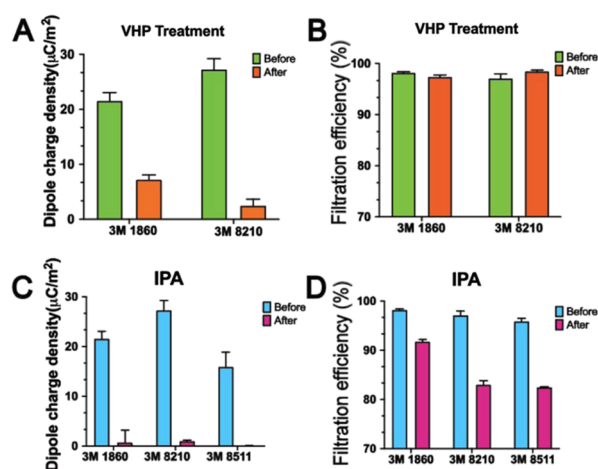 A
VHP Treatment
Dipole charge density(μC/m²)
30
20
10
0
Before
After
3M 1860
3M 8210
B
VHP Treatment
Filtration efficiency (%)
100
90
80
70
Before
After
3M 1860
3M 8210
C
IPA
Dipole charge density(μC/m²)
30
20
10
0
Before
After
3M 1860
3M 8210
3M 8511
D
IPA
Filtration efficiency (%)
100
90
80
70
Before
After
3M 1860
3M 8210
3M 8511